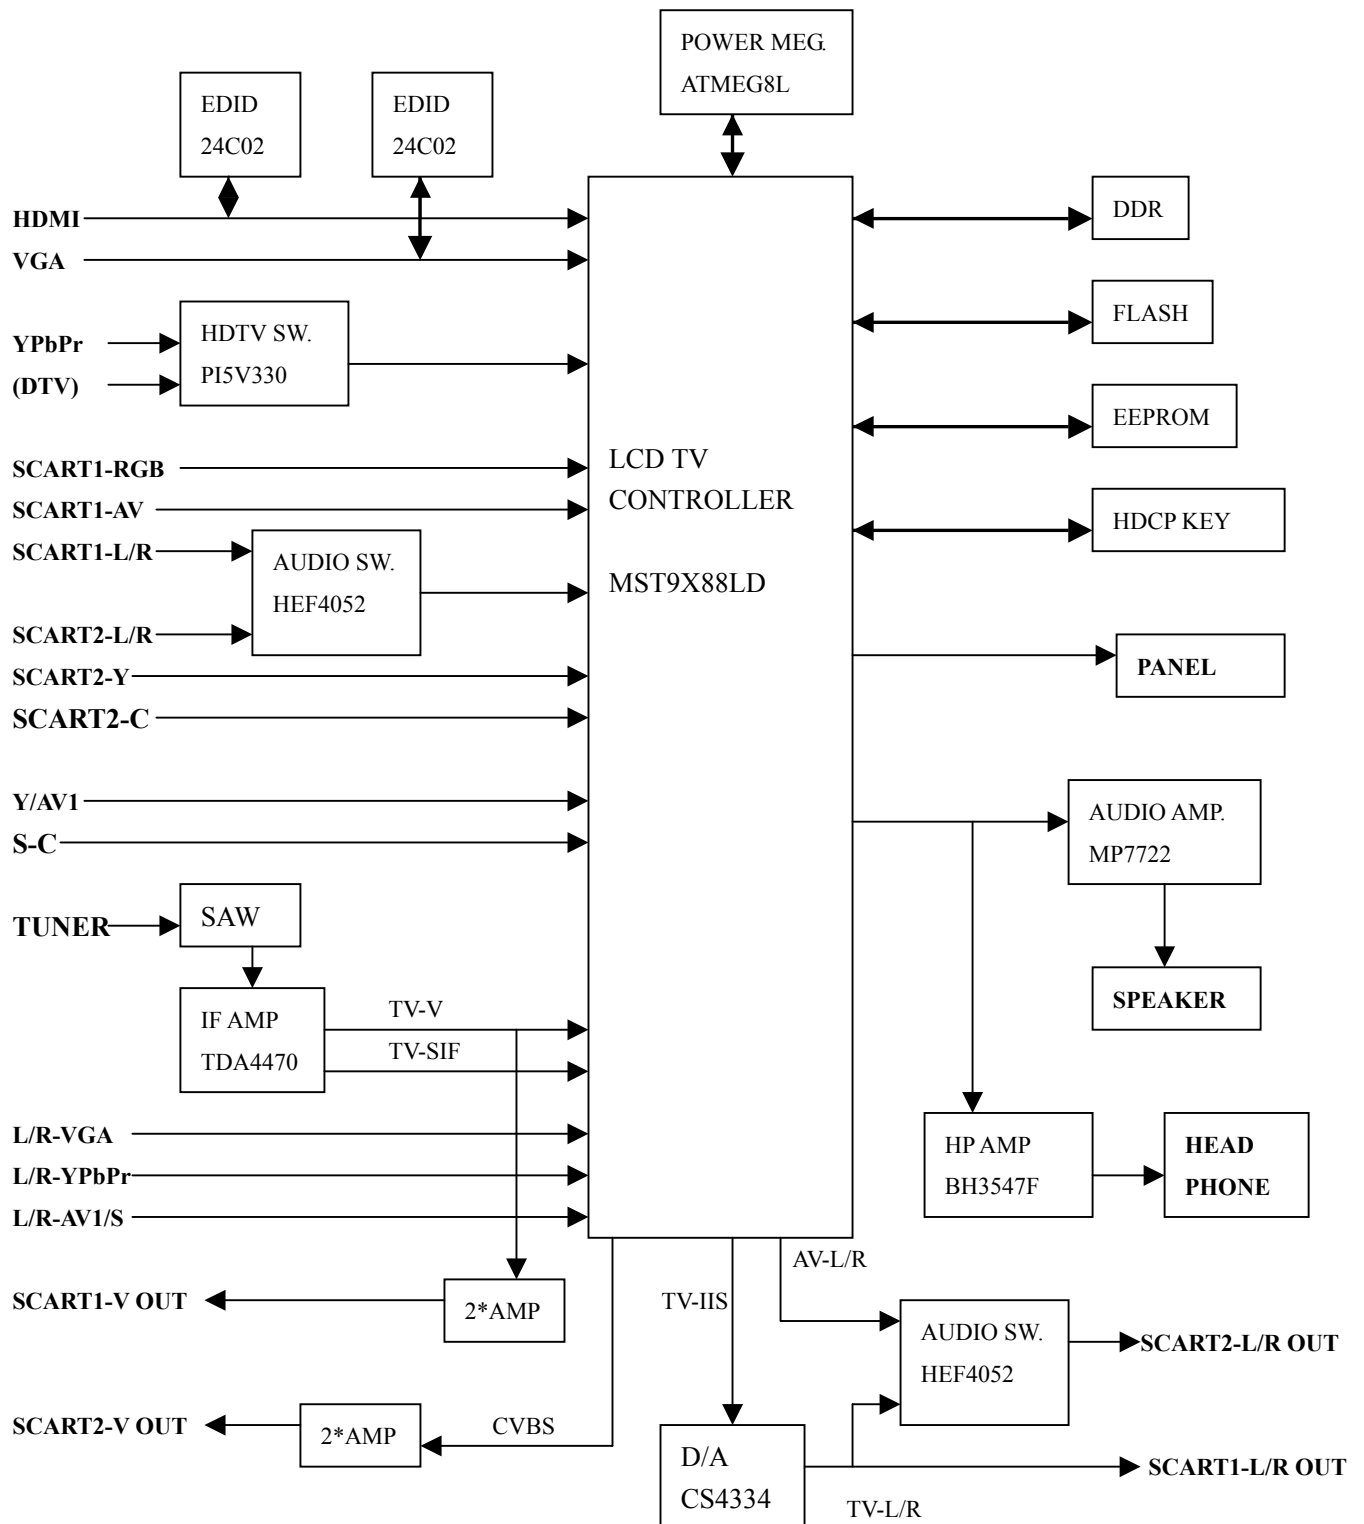 POWER MEG.
ATMEG8L
EDID
24C02
EDID
24C02
HDMI
VGA
DDR
FLASH
YPbPr
(DTV)
HDTV SW.
PI5V330
EEPROM
SCART1-RGB
SCART1-AV
SCART1-L/R
SCART2-L/R
SCART2-Y
SCART2-C
AUDIO SW.
HEF4052
LCD TV
CONTROLLER
MST9X88LD
HDCP KEY
PANEL
Y/AV1
S-C
AUDIO AMP.
MP7722
TUNER
SAW
IF AMP
TDA4470
TV-V
TV-SIF
SPEAKER
L/R-VGA
L/R-YPbPr
L/R-AV1/S
HP AMP
BH3547F
HEAD
PHONE
SCART1-V OUT
2*AMP
TV-IIS
AV-L/R
AUDIO SW.
HEF4052
SCART2-L/R OUT
SCART2-V OUT
2*AMP
CVBS
D/A
CS4334
TV-L/R
SCART1-L/R OUT